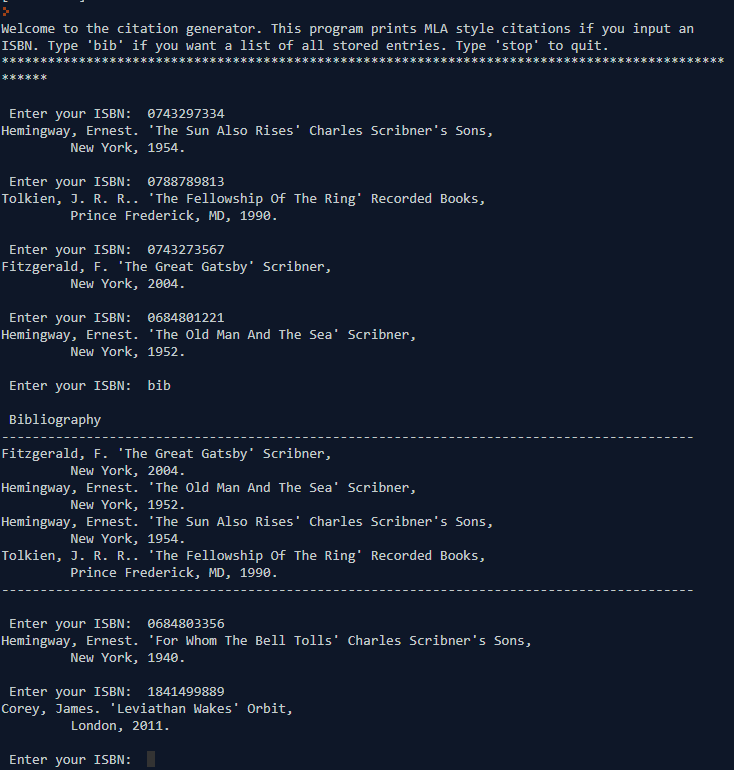 Welcome to the citation generator. This program prints MLA style citations if you input an
ISBN. Type 'bib' if you want a list of all stored entries. Type 'stop' to quit.
**********************************************************************************************
******
Enter your ISBN:  0743297334
Hemingway, Ernest. 'The Sun Also Rises' Charles Scribner's Sons,
New York, 1954.
Enter your ISBN:  0788789813
Tolkien, J. R. R.. 'The Fellowship Of The Ring' Recorded Books,
Prince Frederick, MD, 1990.
Enter your ISBN:  0743273567
Fitzgerald, F. 'The Great Gatsby' Scribner,
New York, 2004.
Enter your ISBN:  0684801221
Hemingway, Ernest. 'The Old Man And The Sea' Scribner,
New York, 1952.
Enter your ISBN:  bib
Bibliography
------------------------------------------------------------------------------------------
Fitzgerald, F. 'The Great Gatsby' Scribner,
New York, 2004.
Hemingway, Ernest. 'The Old Man And The Sea' Scribner,
New York, 1952.
Hemingway, Ernest. 'The Sun Also Rises' Charles Scribner's Sons,
New York, 1954.
Tolkien, J. R. R.. 'The Fellowship Of The Ring' Recorded Books,
Prince Frederick, MD, 1990.
------------------------------------------------------------------------------------------
Enter your ISBN:  0684803356
Hemingway, Ernest. 'For Whom The Bell Tolls' Charles Scribner's Sons,
New York, 1940.
Enter your ISBN:  1841499889
Corey, James. 'Leviathan Wakes' Orbit,
London, 2011.
Enter your ISBN: